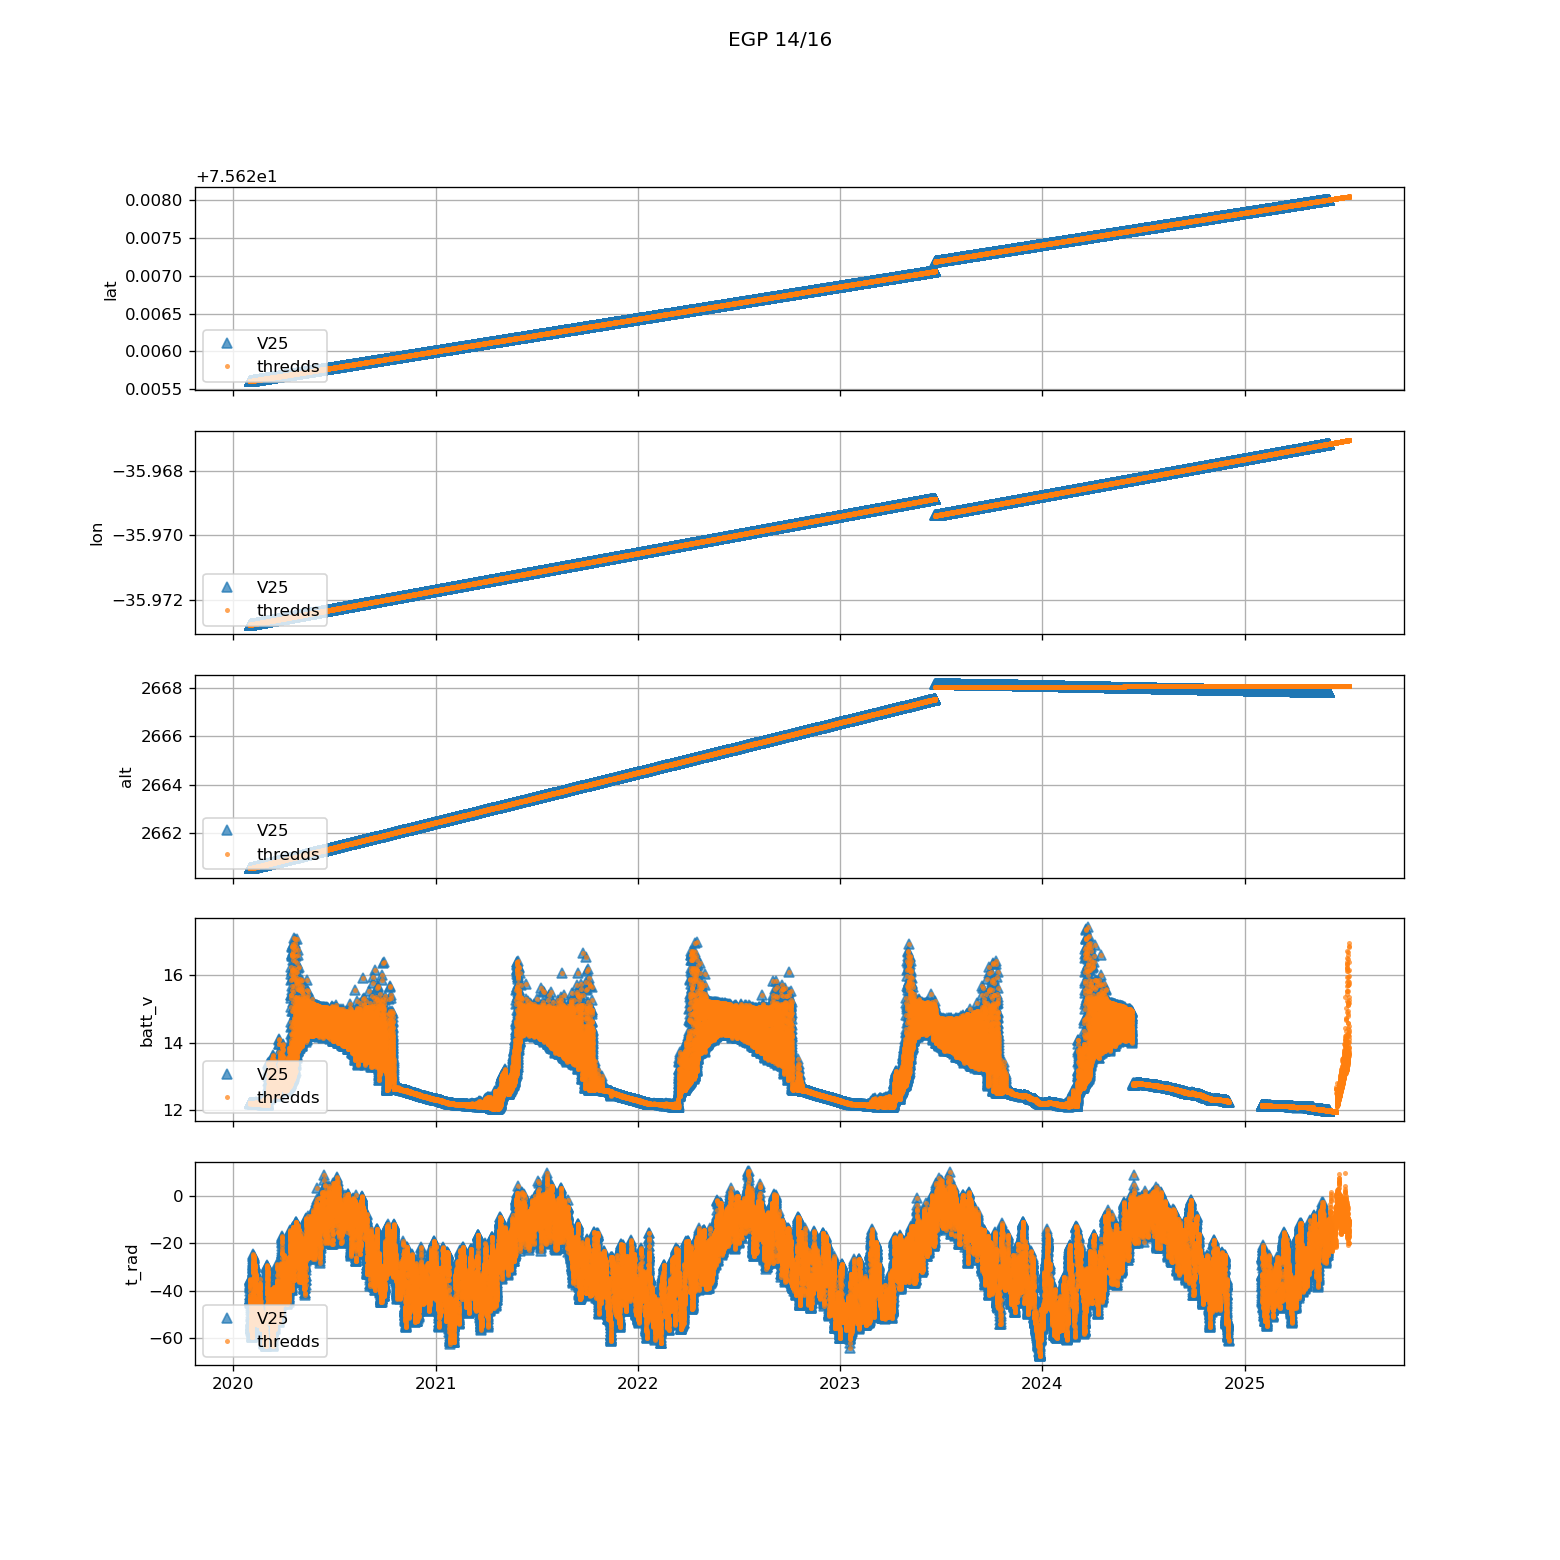 EGP 14/16
+7.562e1
0.0080
0.0075
0.0070
0.0065
0.0060
0.0055
lat
V25
thredds
−35.968
−35.970
−35.972
lon
V25
thredds
2668
2666
2664
2662
alt
V25
thredds
16
14
12
batt_v
V25
thredds
0
−20
−40
−60
t_rad
V25
thredds
2020 2021 2022 2023 2024 2025